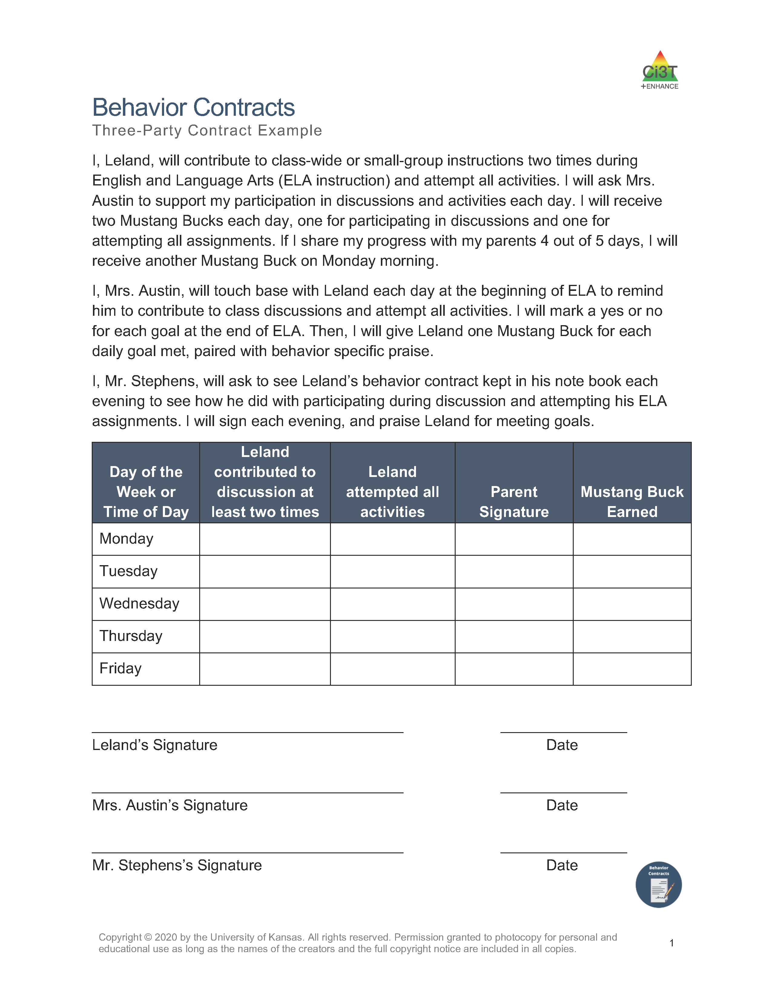 Ci3T
+ENHANCE
Behavior Contracts
Three-Party Contract Example
I, Leland, will contribute to class-wide or small-group instructions two times during
English and Language Arts (ELA instruction) and attempt all activities. I will ask Mrs.
Austin to support my participation in discussions and activities each day. I will receive
two Mustang Bucks each day, one for participating in discussions and one for
attempting all assignments. If I share my progress with my parents 4 out of 5 days, I will
receive another Mustang Buck on Monday morning.
I, Mrs. Austin, will touch base with Leland each day at the beginning of ELA to remind
him to contribute to class discussions and attempt all activities. I will mark a yes or no
for each goal at the end of ELA. Then, I will give Leland one Mustang Buck for each
daily goal met, paired with behavior specific praise.
I, Mr. Stephens, will ask to see Leland’s behavior contract kept in his note book each
evening to see how he did with participating during discussion and attempting his ELA
assignments. I will sign each evening, and praise Leland for meeting goals.
Day of the
Week or
Time of Day
Leland
contributed to
discussion at
least two times
Leland
attempted all
activities
Parent
Signature
Mustang Buck
Earned
Monday
Tuesday
Wednesday
Thursday
Friday
Leland’s Signature
Date
Mrs. Austin’s Signature
Date
Mr. Stephens’s Signature
Date
Behavior
Contracts
Copyright © 2020 by the University of Kansas. All rights reserved. Permission granted to photocopy for personal and
educational use as long as the names of the creators and the full copyright notice are included in all copies.
1